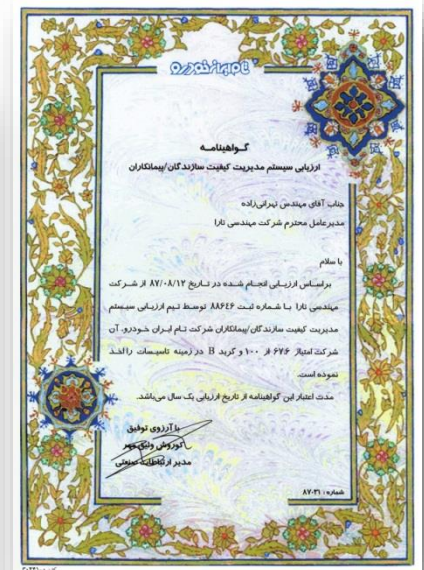 تام ایران خودرو
گـواهینامـه
ارزیابی سیستم مدیریت کیفیت سازندگان/پیمانکاران
جناب آقای مهندس تهرانی‌زاده
مدیرعامل محترم شرکت مهندسی تارا
با سلام
براساس ارزیابی انجام شده در تاریخ ۸۷/۰۸/۱۲ از شرکت
مهندسی تارا با شماره ثبت ۸۸۶۴۶ توسط تیم ارزیابی سیستم
مدیریت کیفیت سازندگان/پیمانکاران شرکت تام ایران خودرو، آن
شرکت امتیاز ۶۷/۶ از ۱۰۰ و گرید B در زمینه تاسیسات را اخذ
نموده است.
مدت اعتبار این گواهینامه از تاریخ ارزیابی یک سال می‌باشد.
با آرزوی توفیق
کوروش وثیق‌مهر
مدیر ارتباطات صنعتی
شماره : ۸۷-۳۱